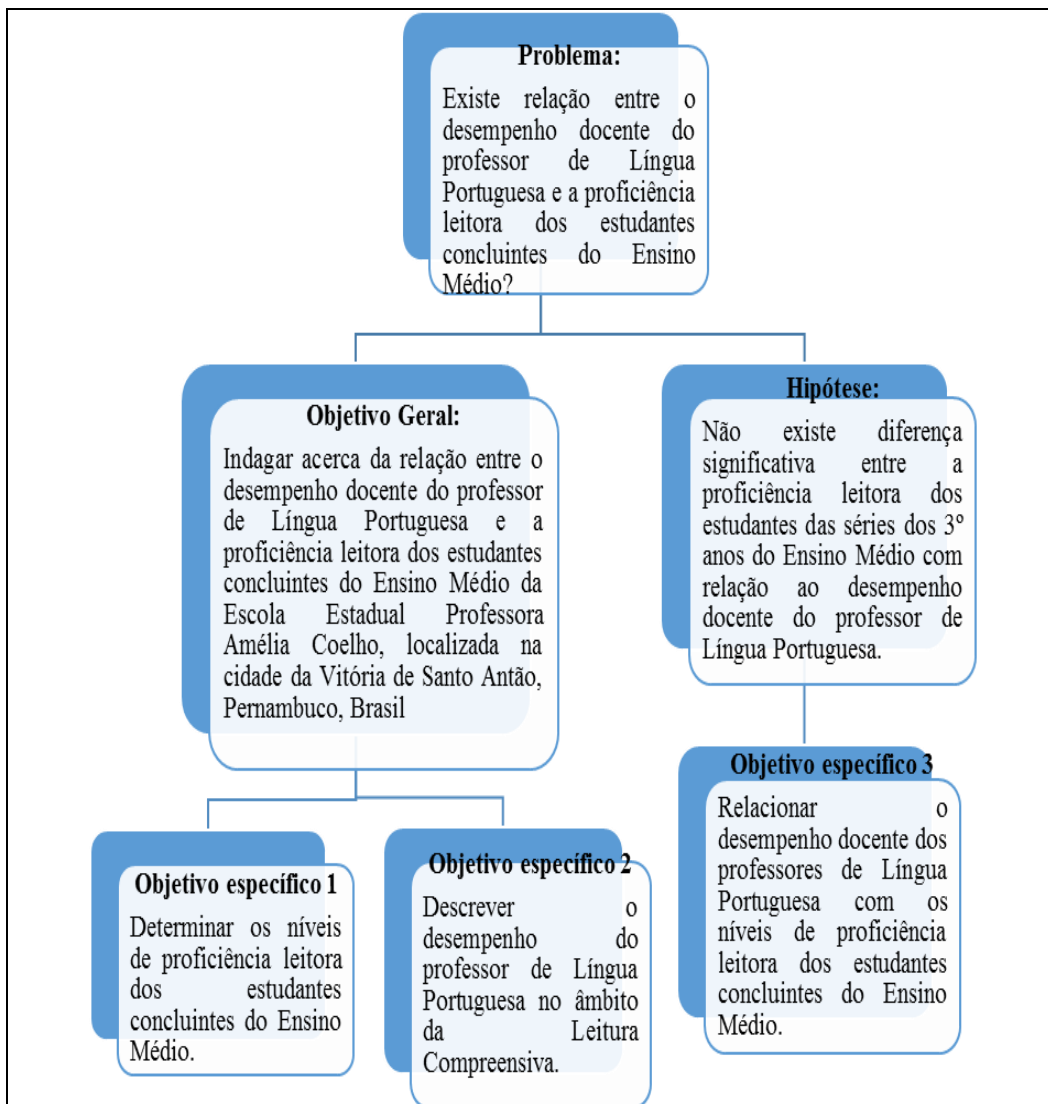 Problema:
Existe relação entre o
desempenho docente do
professor de Língua
Portuguesa e a proficiência
leitora dos estudantes
concluintes do Ensino
Médio?
Objetivo Geral:
Indagar acerca da relação entre o
desempenho docente do professor
de Língua Portuguesa e a
proficiência leitora dos estudantes
concluintes do Ensino Médio da
Escola Estadual Professora
Amélia Coelho, localizada na
cidade da Vitória de Santo Antão,
Pernambuco, Brasil
Hipótese:
Não existe diferença
significativa entre a
proficiência leitora dos
estudantes das séries dos 3º
anos do Ensino Médio com
relação ao desempenho
docente do professor de
Língua Portuguesa.
Objetivo específico 1
Determinar os níveis
de proficiência leitora
dos estudantes
concluintes do Ensino
Médio.
Objetivo específico 2
Descrever o
desempenho do
professor de Língua
Portuguesa no âmbito
da Leitura
Compreensiva.
Objetivo específico 3
Relacionar o
desempenho docente dos
professores de Língua
Portuguesa com os
níveis de proficiência
leitora dos estudantes
concluintes do Ensino
Médio.